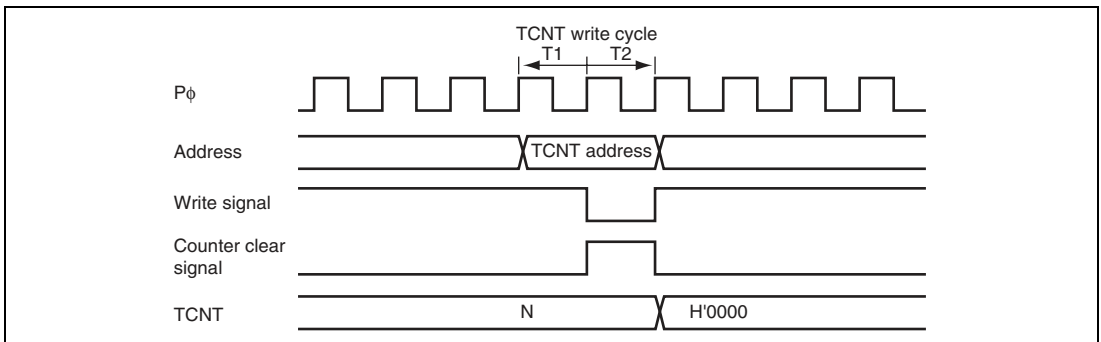 TCNT write cycle
T1 T2
Pϕ
Address
TCNT address
Write signal
Counter clear
signal
TCNT
N
H'0000